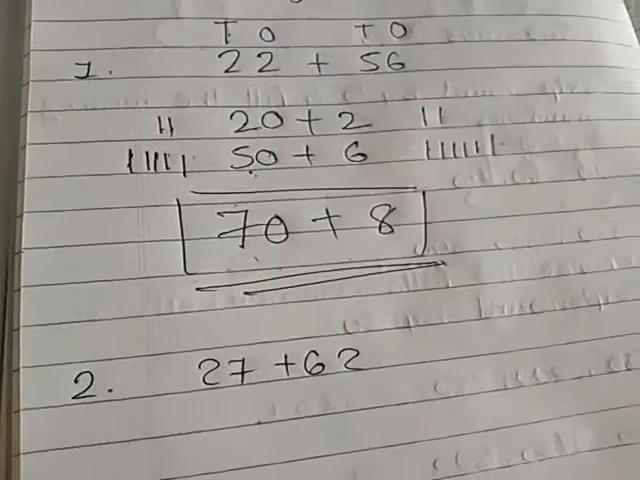 T O T O
1. 22 + 56
|| 20 + 2 ||
||||| 50 + 6 ||||||
70 + 8
2. 27 + 62